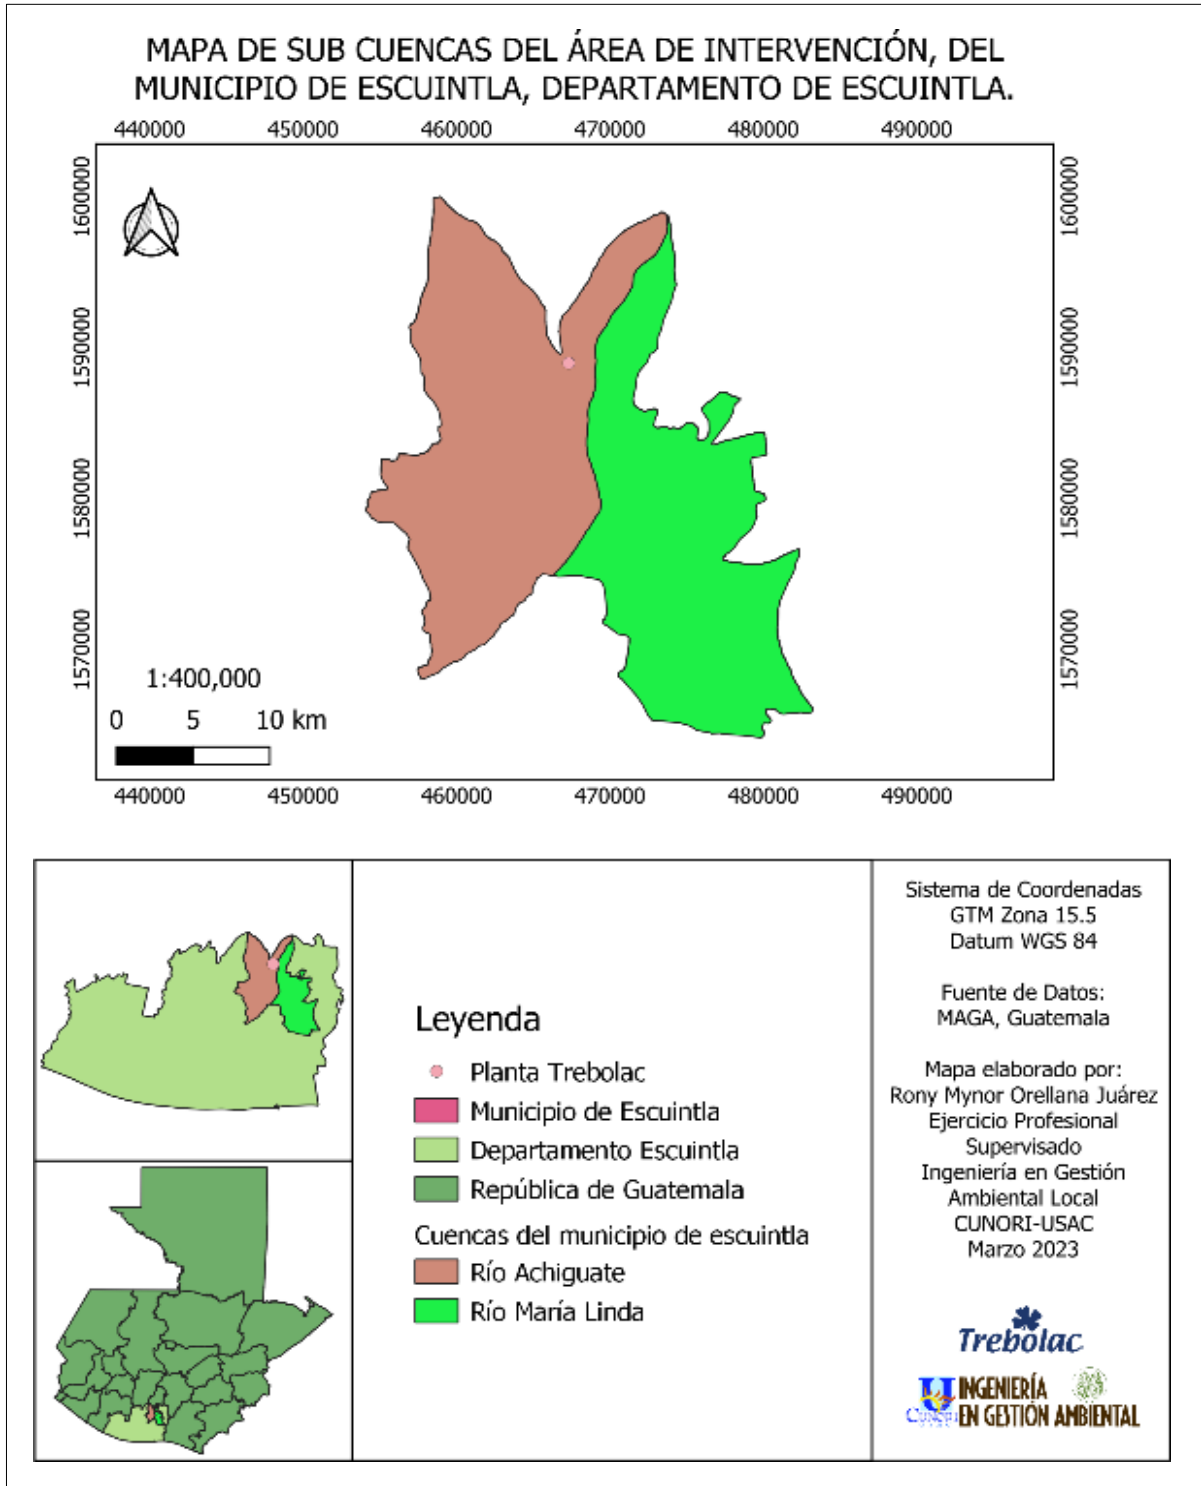 MAPA DE SUB CUENCAS DEL ÁREA DE INTERVENCIÓN, DEL
MUNICIPIO DE ESCUINTLA, DEPARTAMENTO DE ESCUINTLA.
440000 450000 460000 470000 480000 490000
1600000 1600000
1590000 1590000
1580000 1580000
1570000 1570000
1:400,000
0 5 10 km
440000 450000 460000 470000 480000 490000
Leyenda
Planta Trebolac
Municipio de Escuintla
Departamento Escuintla
República de Guatemala
Cuencas del municipio de escuintla
Río Achiguate
Río María Linda
Sistema de Coordenadas
GTM Zona 15.5
Datum WGS 84
Fuente de Datos:
MAGA, Guatemala
Mapa elaborado por:
Rony Mynor Orellana Juárez
Ejercicio Profesional
Supervisado
Ingeniería en Gestión
Ambiental Local
CUNORI-USAC
Marzo 2023
Trebolac
CUNORI
INGENIERÍA
EN GESTIÓN AMBIENTAL